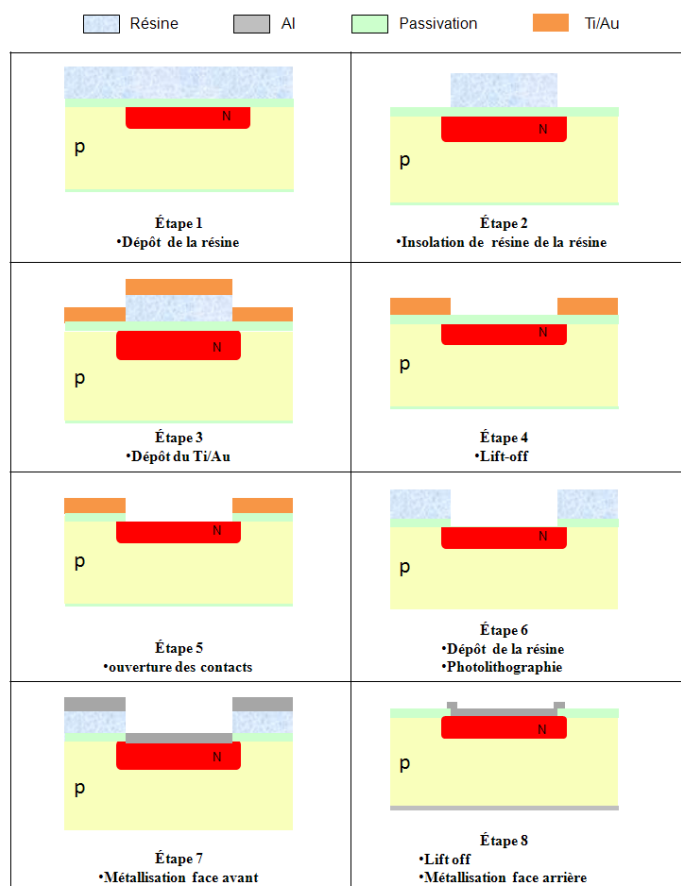 Résine Al Passivation Ti/Au
N
p
Étape 1
•Dépôt de la résine
N
p
Étape 2
•Insolation de résine de la résine
N
p
Étape 3
•Dépôt du Ti/Au
N
p
Étape 4
•Lift-off
N
p
Étape 5
•ouverture des contacts
N
p
Étape 6
•Dépôt de la résine
•Photolithographie
N
p
Étape 7
•Métallisation face avant
N
p
Étape 8
•Lift off
•Métallisation face arrière